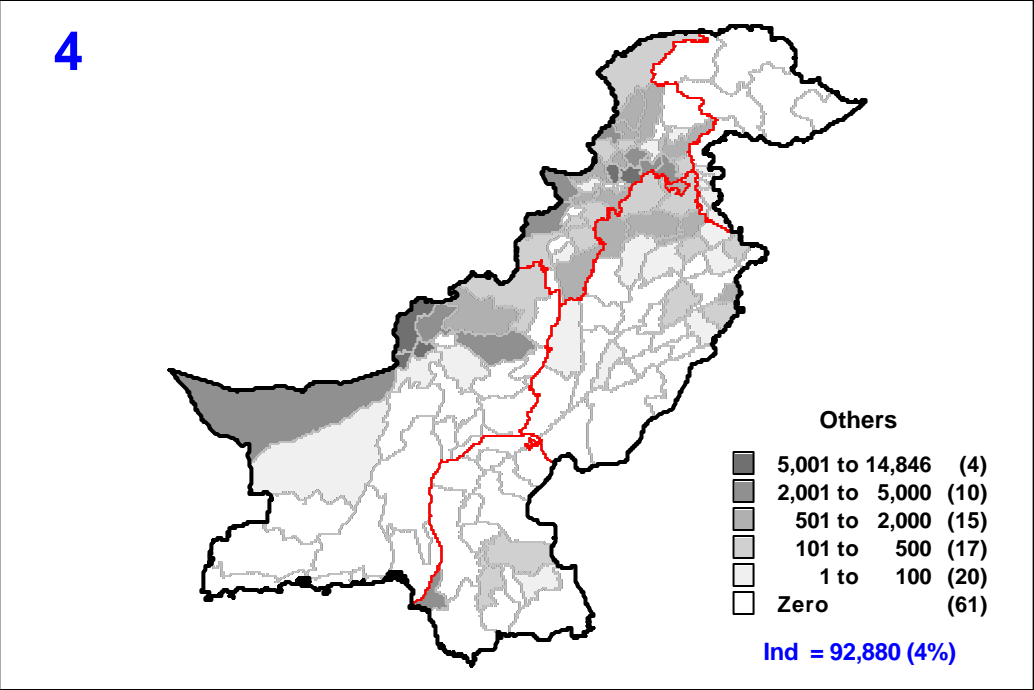 4
Others
5,001 to 14,846 (4)
2,001 to 5,000 (10)
501 to 2,000 (15)
101 to 500 (17)
1 to 100 (20)
Zero (61)
Ind = 92,880 (4%)